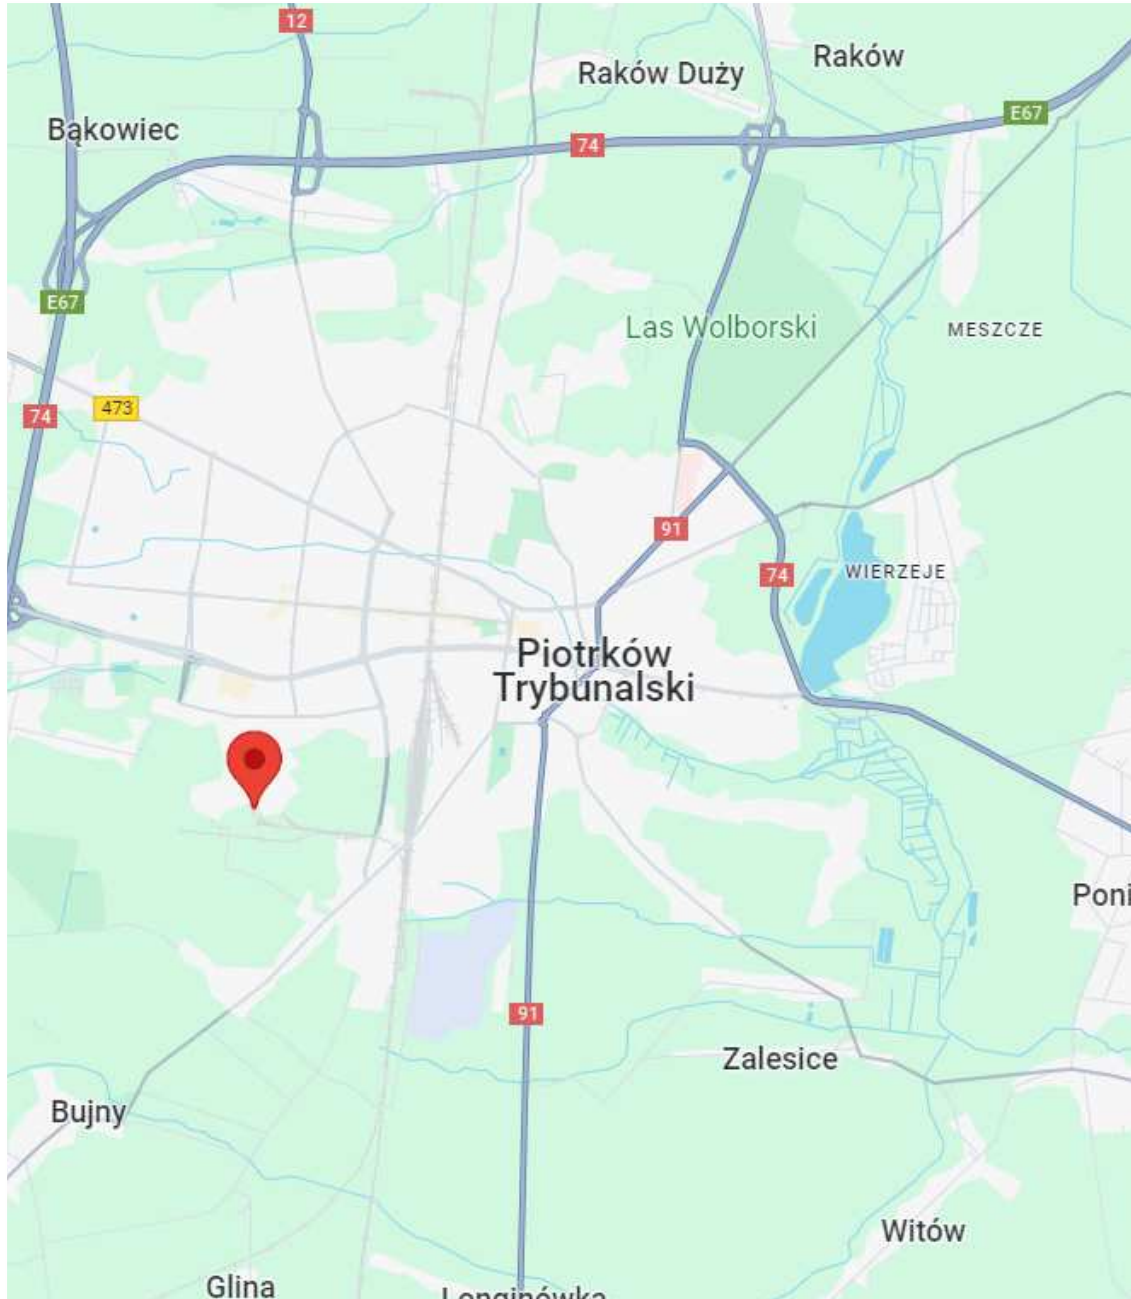 12
Raków
Raków Duży
E67
Bąkowiec
74
E67
Las Wolborski
MESZCZE
473
74
91
WIERZEJE
74
Piotrków
Trybunalski
Poni
91
Zalesice
Bujny
Witów
Glina
Longinówka